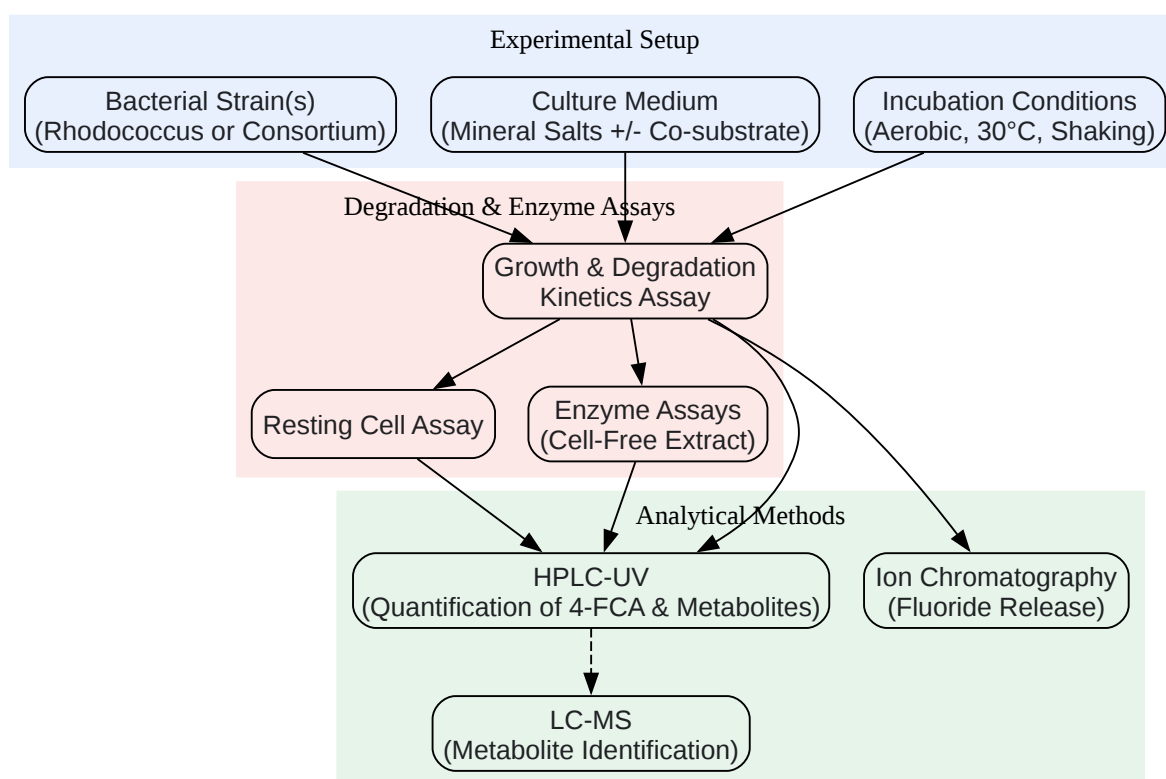 Experimental Setup
Bacterial Strain(s)
(Rhodococcus or Consortium)
Culture Medium
(Mineral Salts +/- Co-substrate)
Incubation Conditions
(Aerobic, 30°C, Shaking)
Degradation & Enzyme Assays
Growth & Degradation
Kinetics Assay
Resting Cell Assay
Enzyme Assays
(Cell-Free Extract)
Analytical Methods
HPLC-UV
(Quantification of 4-FCA & Metabolites)
Ion Chromatography
(Fluoride Release)
LC-MS
(Metabolite Identification)